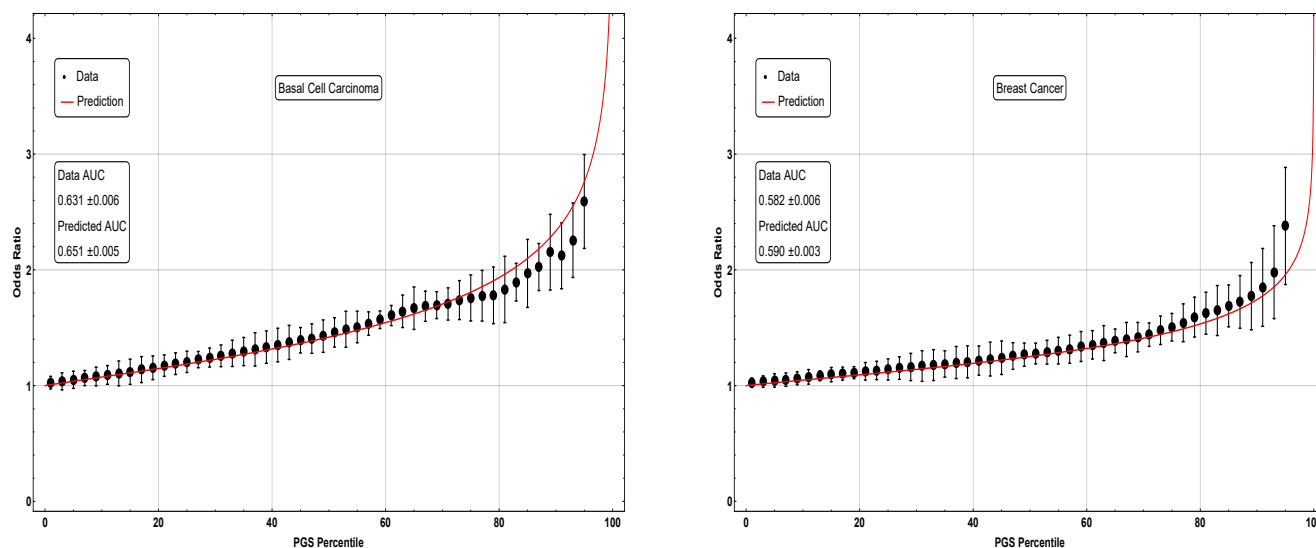 4
3
2
1
0
Odds Ratio
Data
Prediction
Basal Cell Carcinoma
Data AUC
0.631 ±0.006
Predicted AUC
0.651 ±0.005
0 20 40 60 80 100
PGS Percentile
4
3
2
1
0
Odds Ratio
Data
Prediction
Breast Cancer
Data AUC
0.582 ±0.006
Predicted AUC
0.590 ±0.003
0 20 40 60 80 100
PGS Percentile